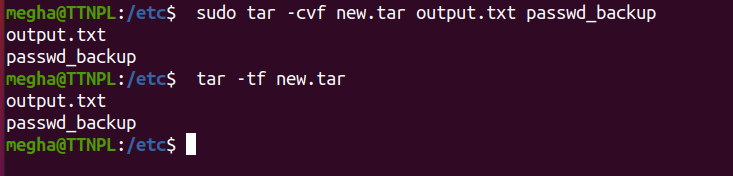 megha@TTNPL:/etc$  sudo tar -cvf new.tar output.txt passwd_backup
output.txt
passwd_backup
megha@TTNPL:/etc$  tar -tf new.tar
output.txt
passwd_backup
megha@TTNPL:/etc$